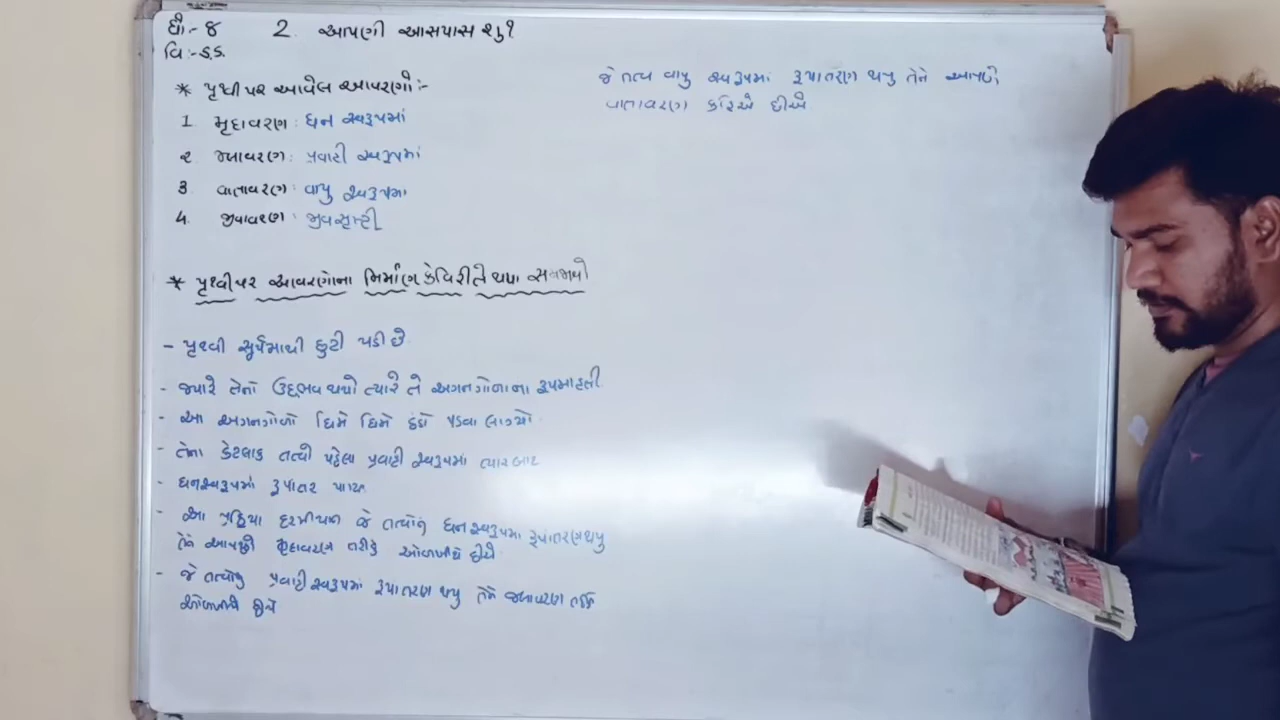 ધો:- ૪ 2. આપણી આસપાસ શું?
વિ:- S.S.
* પૃથ્વી પર આવેલ આવરણો:-
1 મૃદાવરણ: ઘન સ્વરૂપમાં
૨ જલાવરણ: પ્રવાહી સ્વરૂપમાં
3 વાતાવરણ: વાયુ સ્વરૂપમા
4. જીવાવરણ: જીવસૃષ્ટી
* પૃથ્વી પર આવરણોના નિર્માણ કેવિ રીતે થયા સમજાવો
- પૃથ્વી સૂર્યમાથી છુટી પડી છે
- જ્યારે તેનો ઉદ્દભવ થયો ત્યારે તે અગનગોળાના રૂપમા હતી.
- આ અગનગોળો ધિમે ધિમે ઠંડો પડવા લાગ્યો
- તેના કેટલાક તત્વો પહેલા પ્રવાહી સ્વરૂપમાં ત્યારબાદ
- ઘનસ્વરૂપમાં રૂપાંતર પામ્યા
- આ પ્રક્રિયા દરમીયાન જે તત્વોનું ઘન સ્વરૂપમા રૂપાંતરણ થયુ
તેને આપણે મૃદાવરણ તરીકે ઓળખીએ છીએ
- જે તત્વોનુ પ્રવાહી સ્વરૂપમાં રૂપાતરણ થયુ તેને જલાવરણ તરીકે
ઓળખીએ છીએ
જે તત્વ વાયુ સ્વરૂપમાં રૂપાતરણ થયુ તેને આપણે
વાતાવરણ કહિએ છીએ